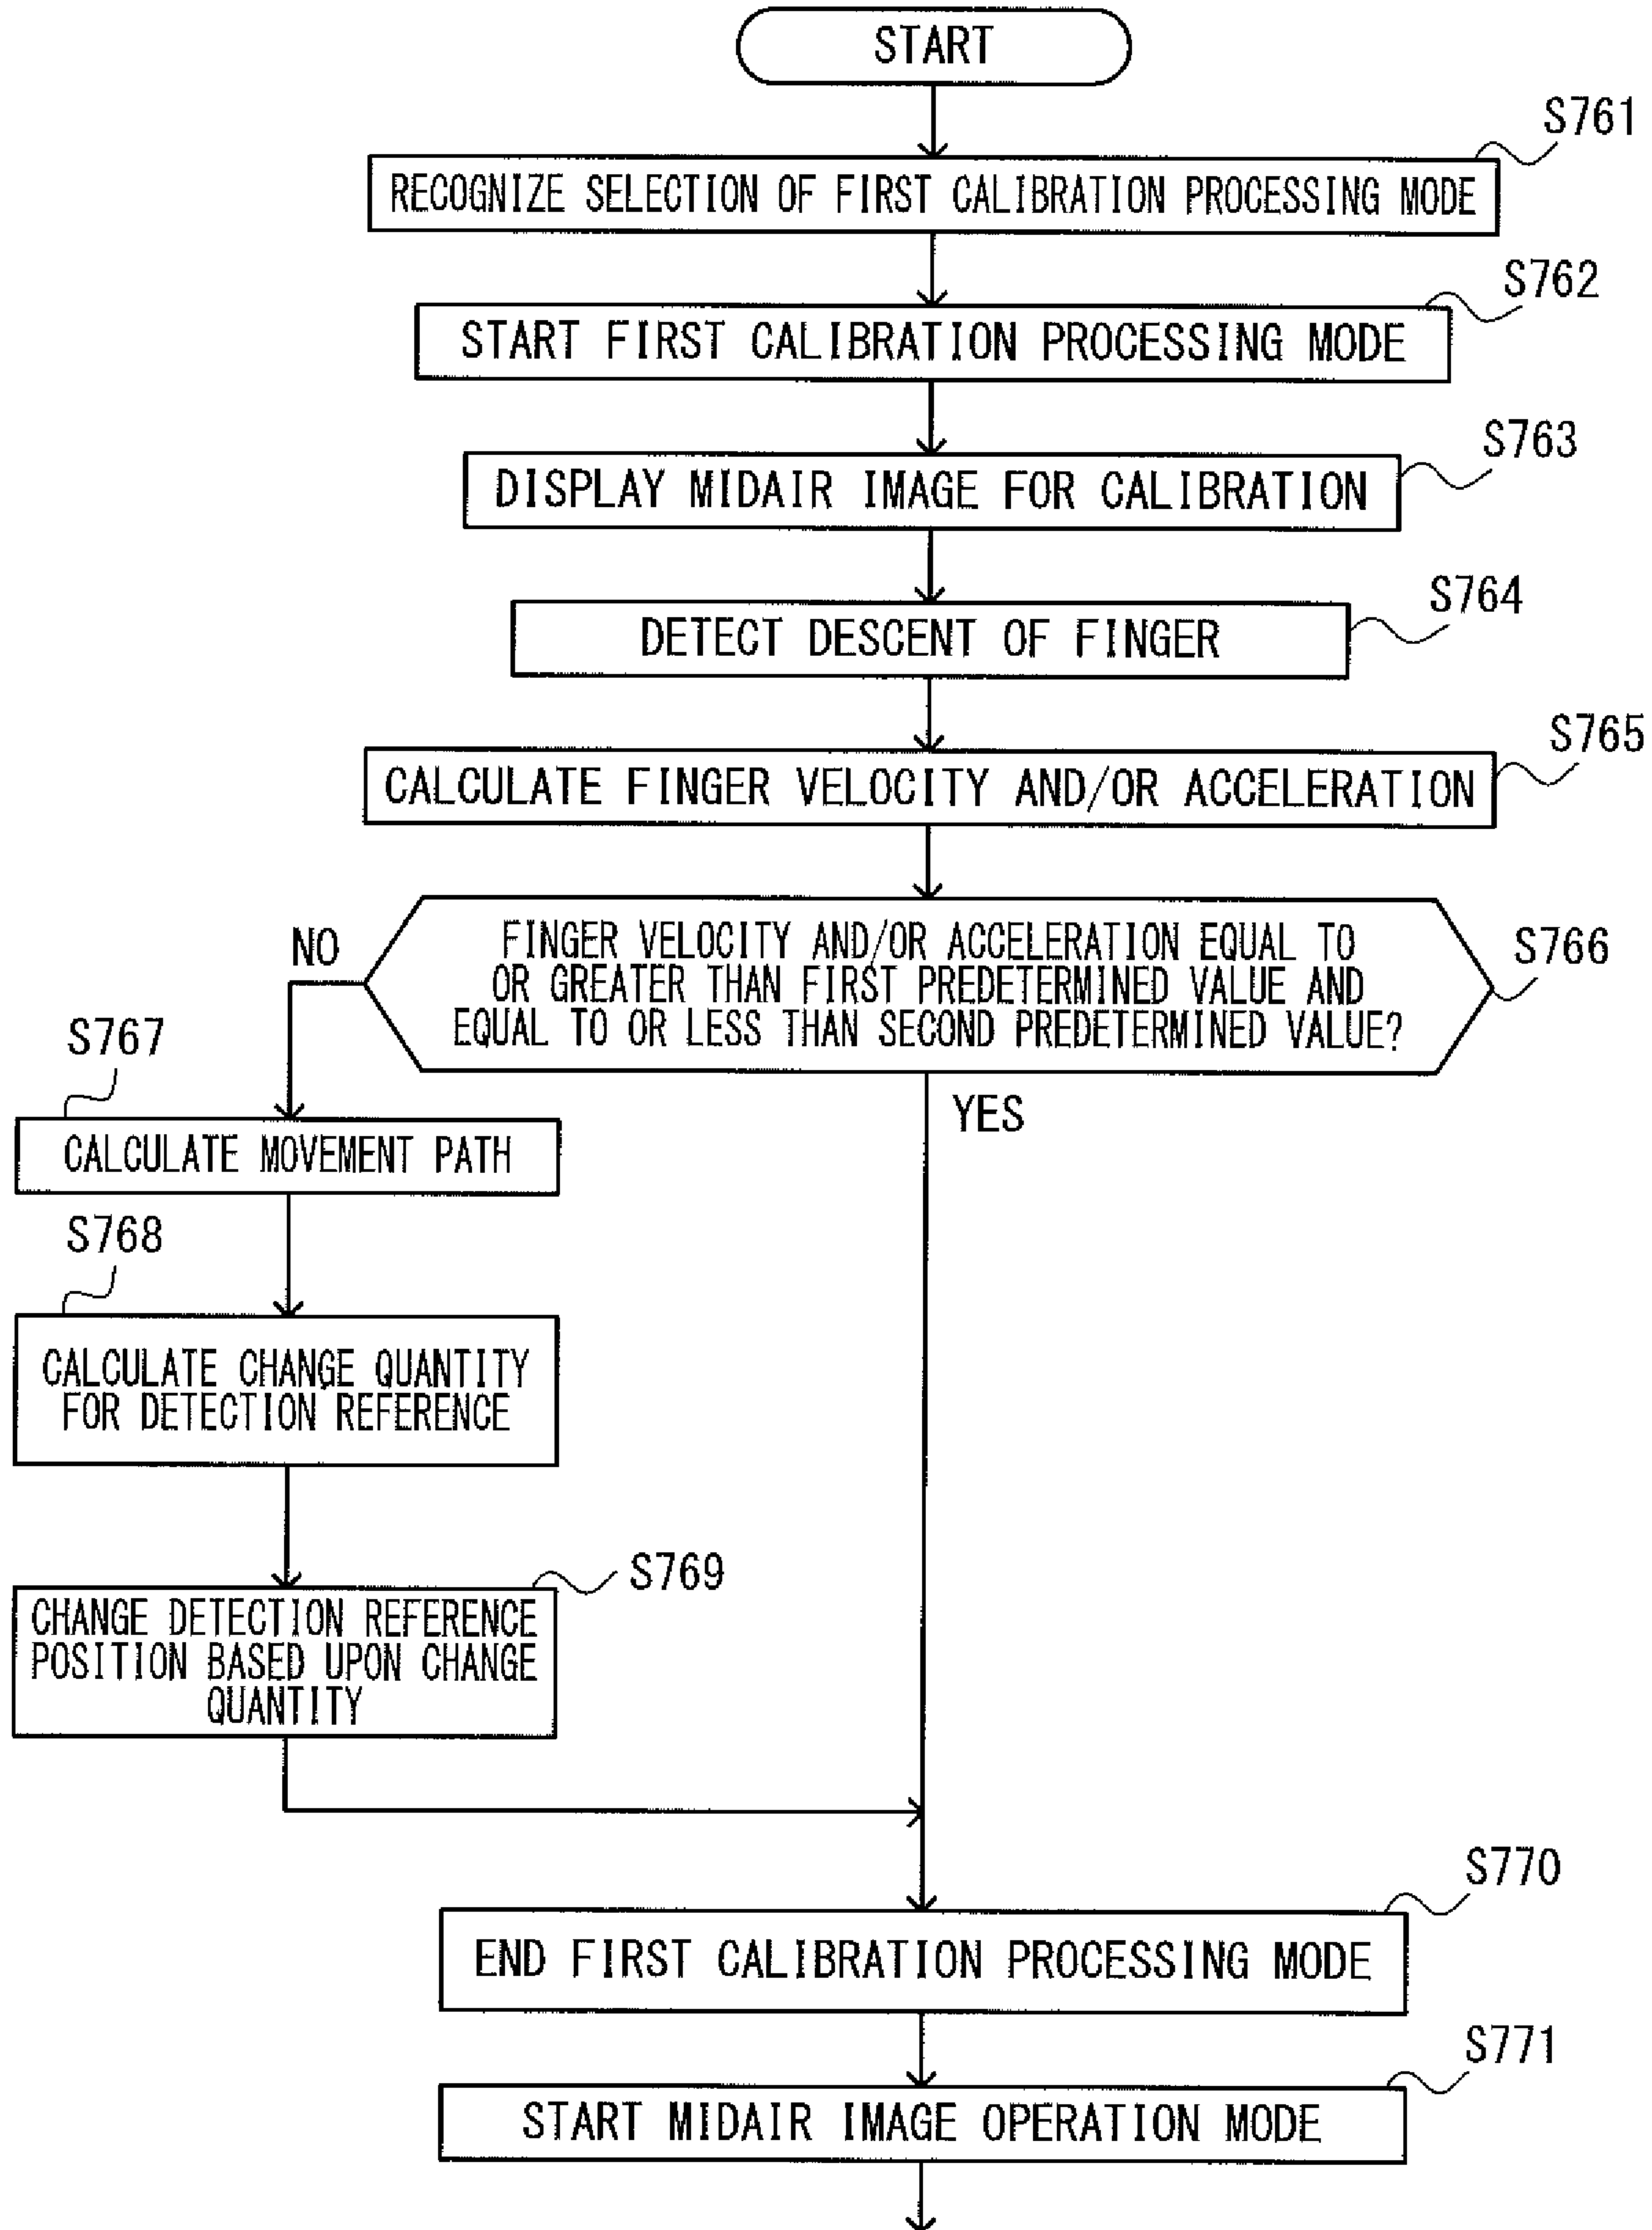 START
S761
RECOGNIZE SELECTION OF FIRST CALIBRATION PROCESSING MODE
S762
START FIRST CALIBRATION PROCESSING MODE
S763
DISPLAY MIDAIR IMAGE FOR CALIBRATION
S764
DETECT DESCENT OF FINGER
S765
CALCULATE FINGER VELOCITY AND/OR ACCELERATION
S766
FINGER VELOCITY AND/OR ACCELERATION EQUAL TO
OR GREATER THAN FIRST PREDETERMINED VALUE AND
EQUAL TO OR LESS THAN SECOND PREDETERMINED VALUE?
NO
YES
S767
CALCULATE MOVEMENT PATH
S768
CALCULATE CHANGE QUANTITY
FOR DETECTION REFERENCE
S769
CHANGE DETECTION REFERENCE
POSITION BASED UPON CHANGE
QUANTITY
S770
END FIRST CALIBRATION PROCESSING MODE
S771
START MIDAIR IMAGE OPERATION MODE